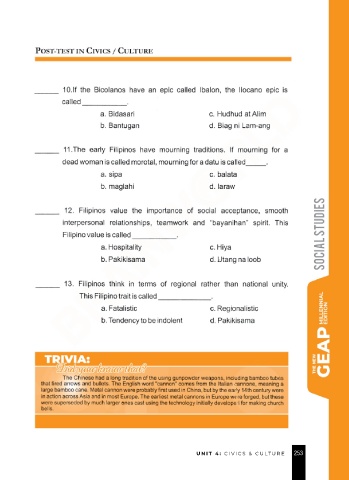 POST-TEST IN CIVICS / CULTURE
______ 10.If the Bicolanos have an epic called Ibalon, the Ilocano epic is
called ___________.
a. Bidasari c. Hudhud at Alim
b. Bantugan d. Biag ni Lam-ang
______ 11.The early Filipinos have mourning traditions. If mourning for a
dead woman is called morotal, mourning for a datu is called_____.
a. sipa c. balata
b. maglahi d. laraw
______ 12. Filipinos value the importance of social acceptance, smooth
interpersonal relationships, teamwork and "bayanihan" spirit. This
Filipino value is called ___________.
a. Hospitality c. Hiya
b. Pakikisama d. Utang na loob
______ 13. Filipinos think in terms of regional rather than national unity.
This Filipino trait is called _____________.
a. Fatalistic c. Regionalistic
b. Tendency to be indolent d. Pakikisama
SOCIAL STUDIES
THE NEW
GEAP MILLENNIAL
EDITION
TRIVIA:
Did you know that?
The Chinese had a long tradition of the using gunpowder weapons, including bamboo tubes
that fired arrows and bullets. The English word "cannon" comes from the Italian cannone, meaning a
large bamboo cane. Metal cannon were probably first used in China, but by the early 14th century were
in action across Asia and in most Europe. The earliest metal cannons in Europe were forged, but these
were superseded by much larger ones cast using the technology initially develope d for making church
bells.
UNIT 4: CIVICS & CULTURE 253